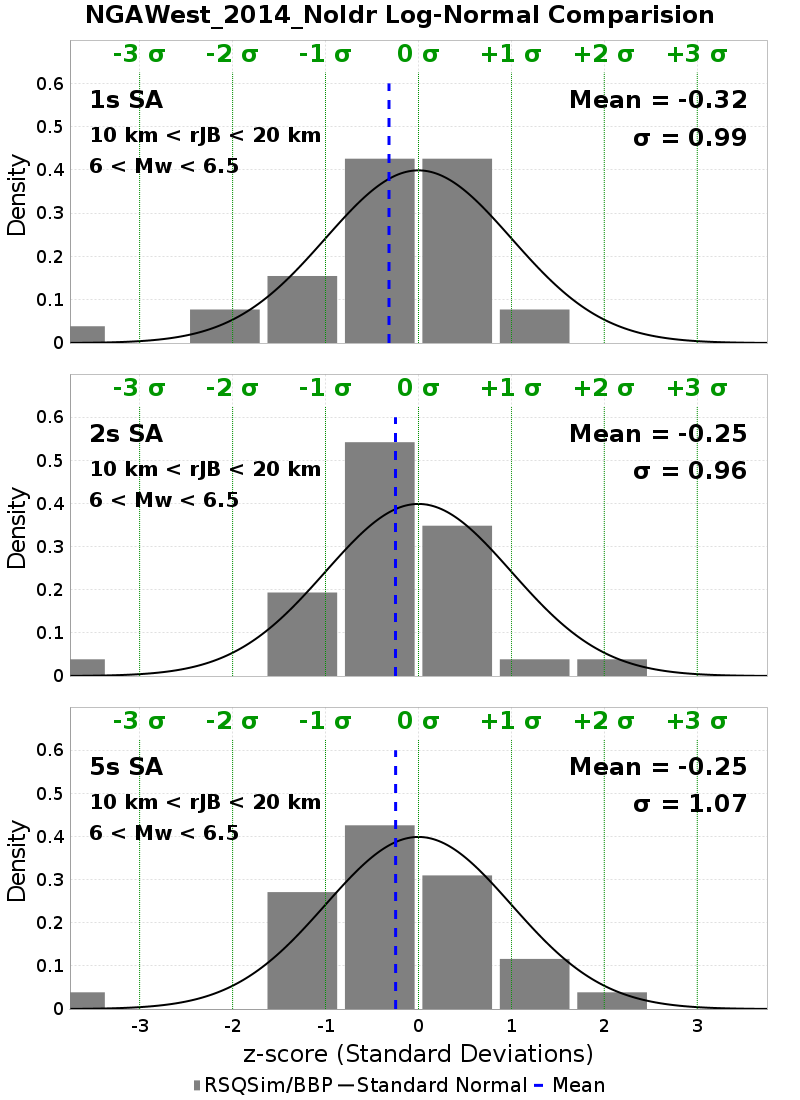 NGAWest_2014_NoIdr Log-Normal Comparision
-3 σ -2 σ -1 σ 0 σ +1 σ +2 σ +3 σ
1s SA
Mean = -0.32
10 km < rJB < 20 km
σ = 0.99
6 < Mw < 6.5
Density
0.6
0.5
0.4
0.3
0.2
0.1
0
-3 σ -2 σ -1 σ 0 σ +1 σ +2 σ +3 σ
2s SA
Mean = -0.25
10 km < rJB < 20 km
σ = 0.96
6 < Mw < 6.5
Density
0.6
0.5
0.4
0.3
0.2
0.1
0
-3 σ -2 σ -1 σ 0 σ +1 σ +2 σ +3 σ
5s SA
Mean = -0.25
10 km < rJB < 20 km
σ = 1.07
6 < Mw < 6.5
Density
0.6
0.5
0.4
0.3
0.2
0.1
0
-3 -2 -1 0 1 2 3
z-score (Standard Deviations)
RSQSim/BBP Standard Normal Mean